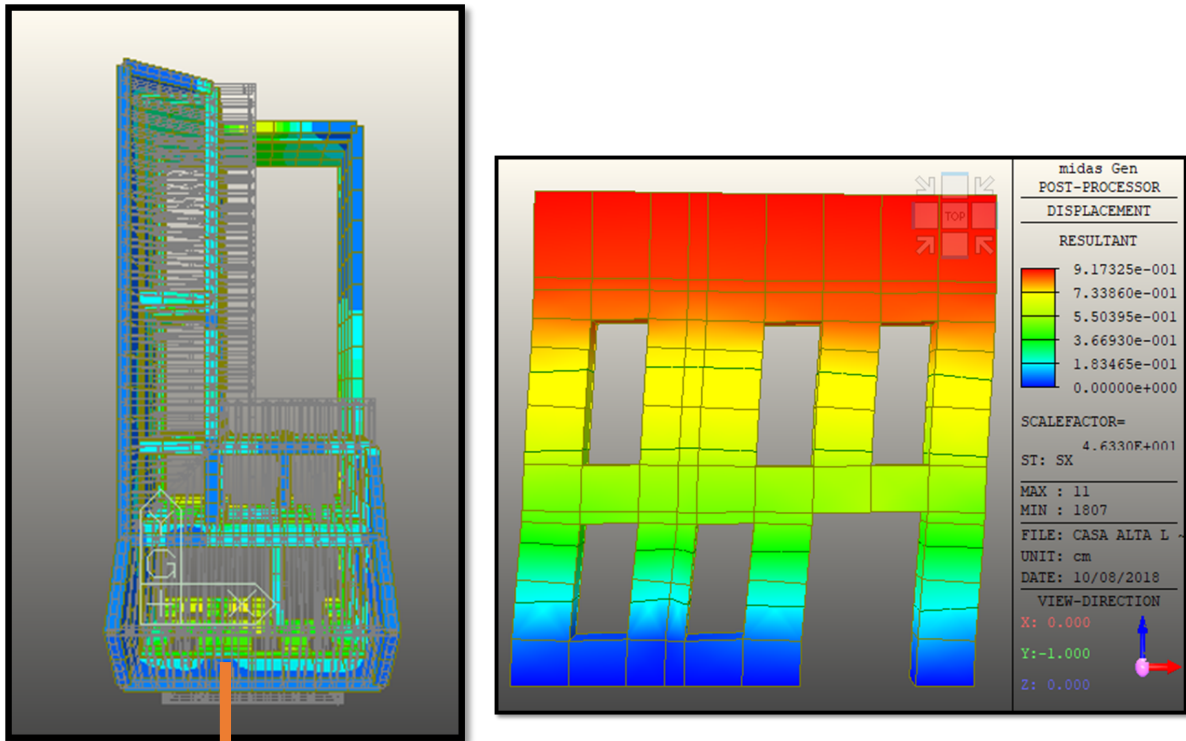 X
Y
TOP
midas Gen
POST-PROCESSOR
DISPLACEMENT
RESULTANT
9.17325e-001
7.33860e-001
5.50395e-001
3.66930e-001
1.83465e-001
0.00000e+000
SCALEFACTOR=
4.6330E+001
ST: SX
MAX : 11
MIN : 1807
FILE: CASA ALTA L ~
UNIT: cm
DATE: 10/08/2018
VIEW-DIRECTION
X: 0.000
Y:-1.000
Z: 0.000